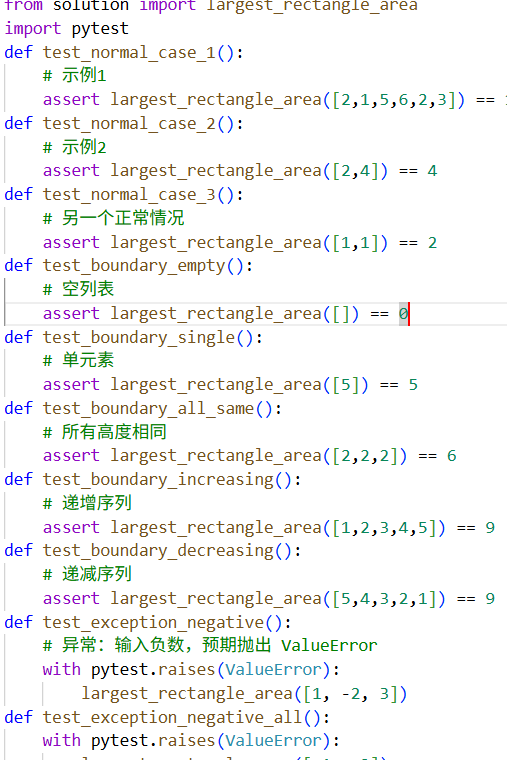 from solution import largest_rectangle_area
import pytest
def test_normal_case_1():
# 示例1
assert largest_rectangle_area([2,1,5,6,2,3]) ==
def test_normal_case_2():
# 示例2
assert largest_rectangle_area([2,4]) == 4
def test_normal_case_3():
# 另一个正常情况
assert largest_rectangle_area([1,1]) == 2
def test_boundary_empty():
# 空列表
assert largest_rectangle_area([]) == 0
def test_boundary_single():
# 单元素
assert largest_rectangle_area([5]) == 5
def test_boundary_all_same():
# 所有高度相同
assert largest_rectangle_area([2,2,2]) == 6
def test_boundary_increasing():
# 递增序列
assert largest_rectangle_area([1,2,3,4,5]) == 9
def test_boundary_decreasing():
# 递减序列
assert largest_rectangle_area([5,4,3,2,1]) == 9
def test_exception_negative():
# 异常：输入负数，预期抛出 ValueError
with pytest.raises(ValueError):
largest_rectangle_area([1, -2, 3])
def test_exception_negative_all():
with pytest.raises(ValueError):